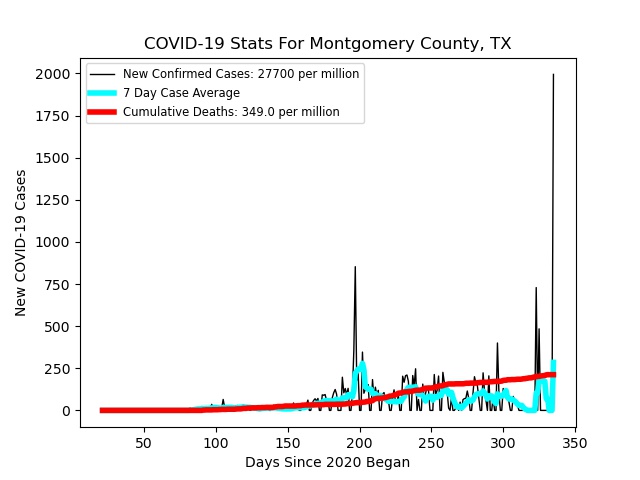 COVID-19 Stats For Montgomery County, TX
New Confirmed Cases: 27700 per million
7 Day Case Average
Cumulative Deaths: 349.0 per million
New COVID-19 Cases
2000
1750
1500
1250
1000
750
500
250
0
50
100
150
200
250
300
350
Days Since 2020 Began